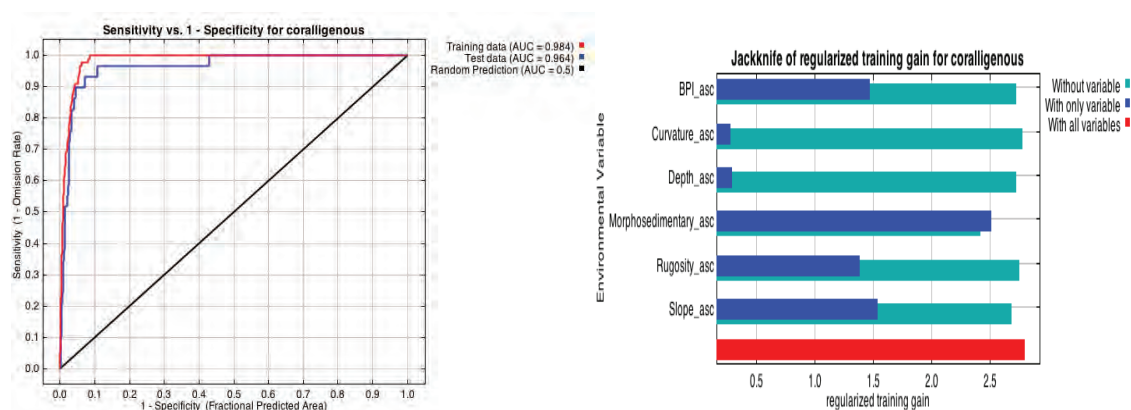 Sensitivity vs. 1 - Specificity for coralligenous
Training data (AUC = 0.984)
Test data (AUC = 0.964)
Random Prediction (AUC = 0.5)
Sensitivity (1 - Omission Rate)
1.0
0.9
0.8
0.7
0.6
0.5
0.4
0.3
0.2
0.1
0.0
0.0 0.1 0.2 0.3 0.4 0.5 0.6 0.7 0.8 0.9 1.0
1 - Specificity (Fractional Predicted Area)
Jackknife of regularized training gain for coralligenous
Without variable
With only variable
With all variables
Environmental Variable
BPI_asc
Curvature_asc
Depth_asc
Morphosedimentary_asc
Rugosity_asc
Slope_asc
0.5 1.0 1.5 2.0 2.5
regularized training gain